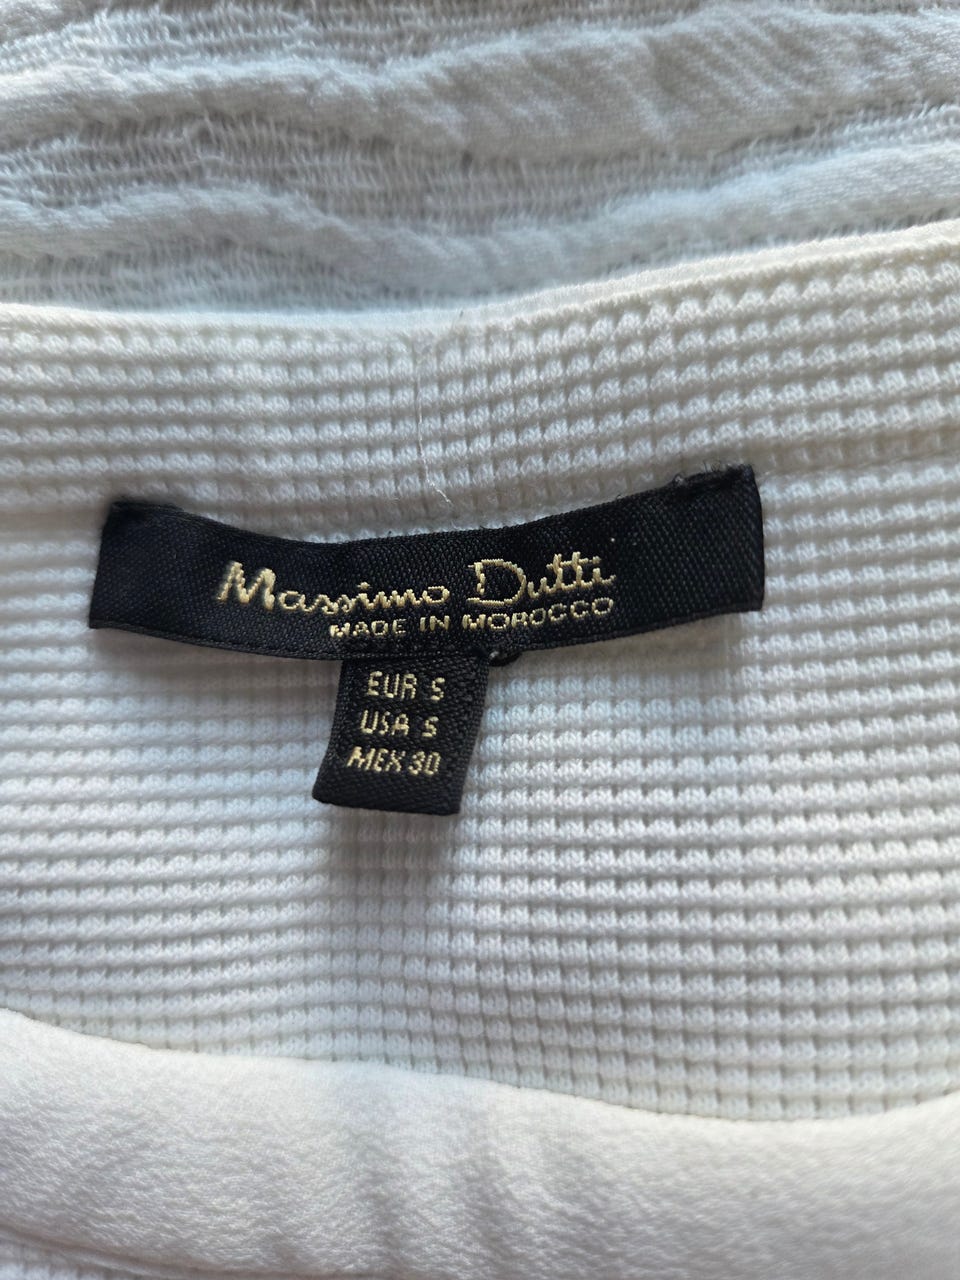 Massimo Dutti
MADE IN MOROCCO
EUR S
USA S
MEX 30